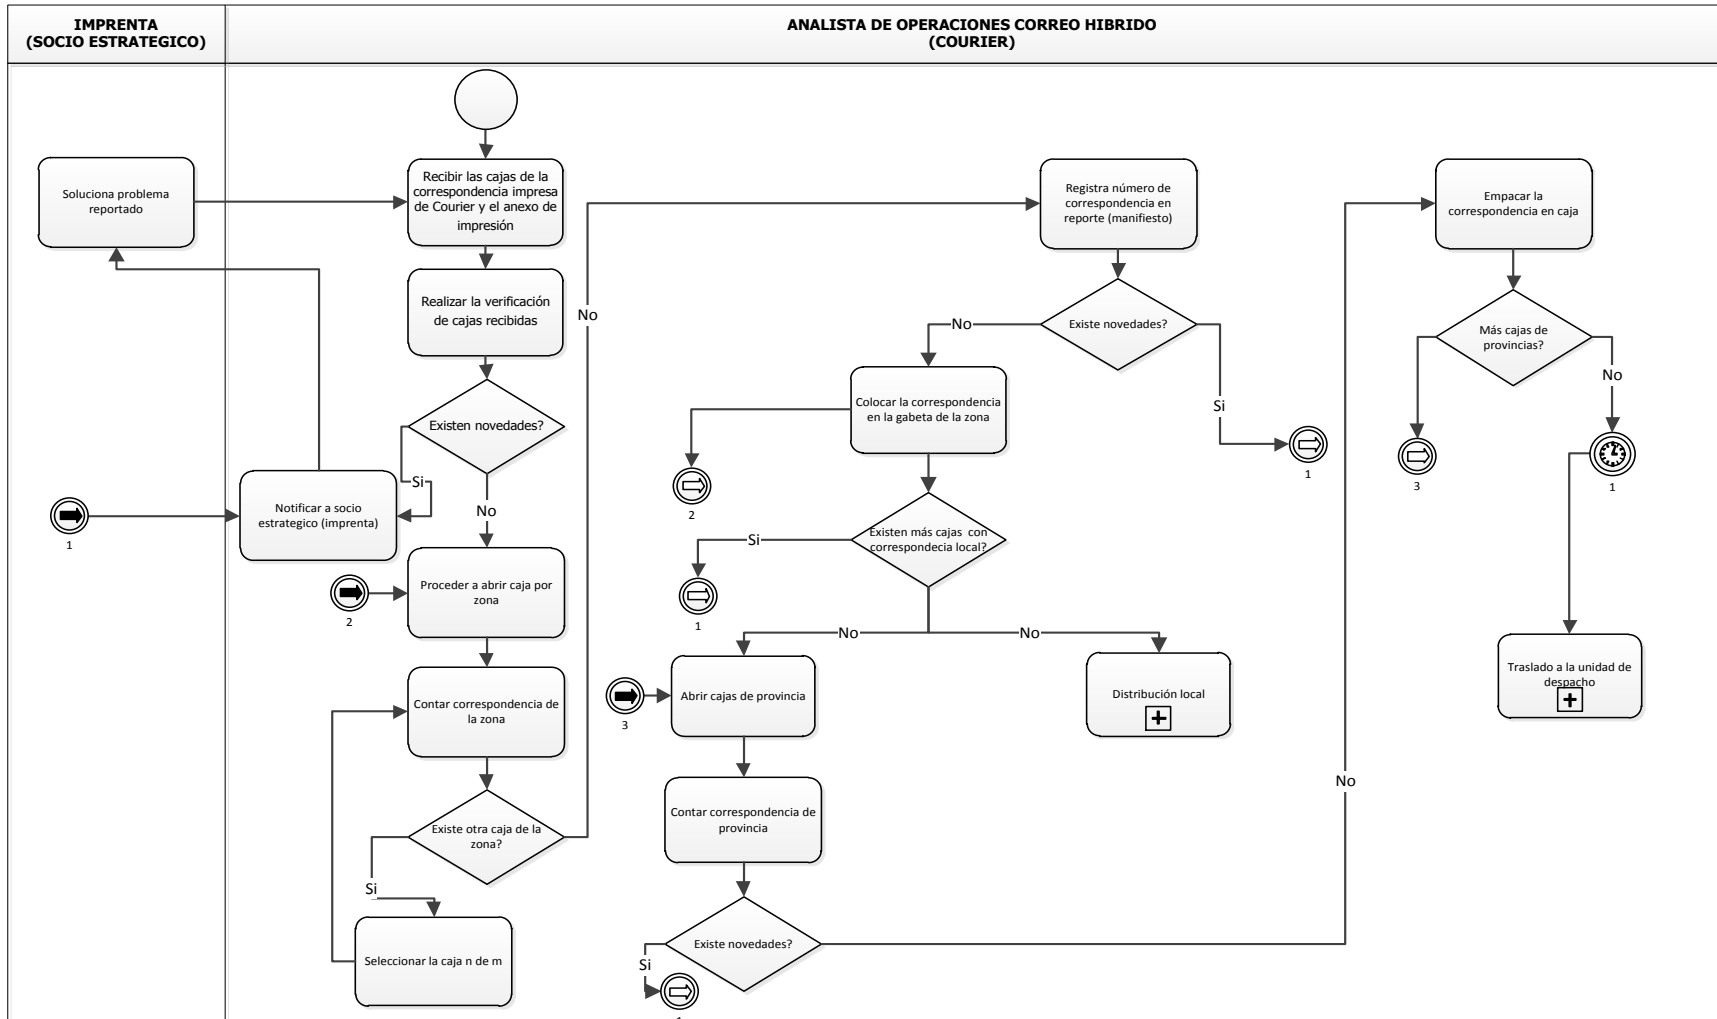 IMPRENTA
(SOCIO ESTRATEGICO)
ANALISTA DE OPERACIONES CORREO HIBRIDO
(COURIER)
Soluciona problema
reportado
Recibir las cajas de la
correspondencia impresa
de Courier y el anexo de
impresión
Realizar la verificación
de cajas recibidas
Existen novedades?
Si
No
Notificar a socio
estrategico (imprenta)
1
Proceder a abrir caja por
zona
2
Contar correspondencia de
la zona
Existe otra caja de la
zona?
Si
No
Seleccionar la caja n de m
Registra número de
correspondencia en
reporte (manifiesto)
Existe novedades?
No
Si
1
Colocar la correspondencia
en la gabeta de la zona
2
Existen más cajas con
correspondecia local?
Si
1
No
No
Abrir cajas de provincia
3
Distribución local
Contar correspondencia de
provincia
Existe novedades?
Si
No
Empacar la
correspondencia en caja
Más cajas de
provincias?
No
3
1
Traslado a la unidad de
despacho